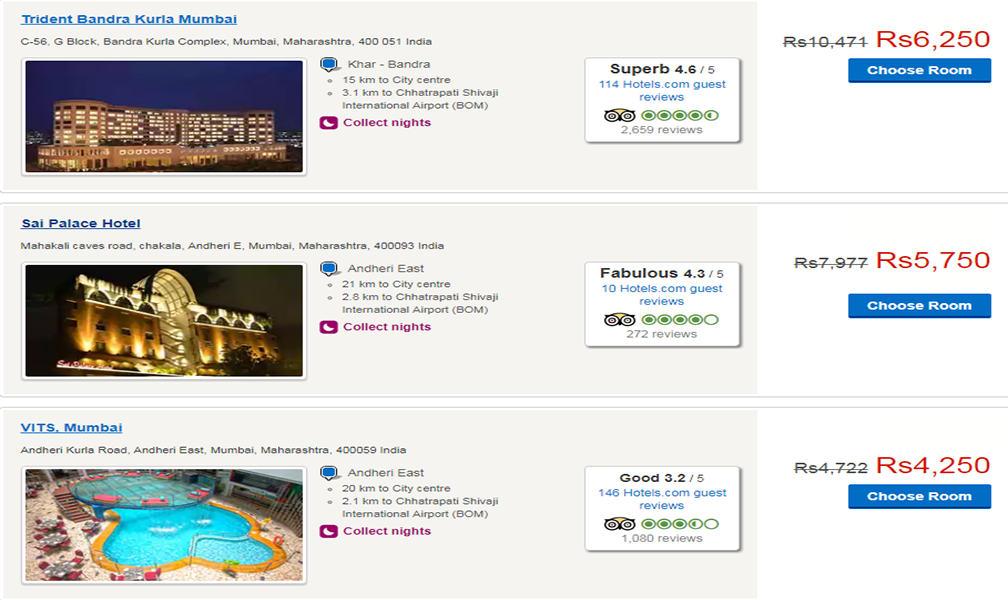 Trident Bandra Kurla Mumbai
C-56, G Block, Bandra Kurla Complex, Mumbai, Maharashtra, 400 051 India
Khar - Bandra
15 km to City centre
3.1 km to Chhatrapati Shivaji
International Airport (BOM)
Collect nights
Superb 4.6 / 5
114 Hotels.com guest
reviews
2,659 reviews
Rs10,471 Rs6,250
Choose Room
Sai Palace Hotel
Mahakali caves road, chakala, Andheri E, Mumbai, Maharashtra, 400093 India
Andheri East
21 km to City centre
2.8 km to Chhatrapati Shivaji
International Airport (BOM)
Collect nights
Fabulous 4.3 / 5
10 Hotels.com guest
reviews
272 reviews
Rs7,977 Rs5,750
Choose Room
VITS, Mumbai
Andheri Kurla Road, Andheri East, Mumbai, Maharashtra, 400059 India
Andheri East
20 km to City centre
2.1 km to Chhatrapati Shivaji
International Airport (BOM)
Collect nights
Good 3.2 / 5
146 Hotels.com guest
reviews
1,080 reviews
Rs4,722 Rs4,250
Choose Room